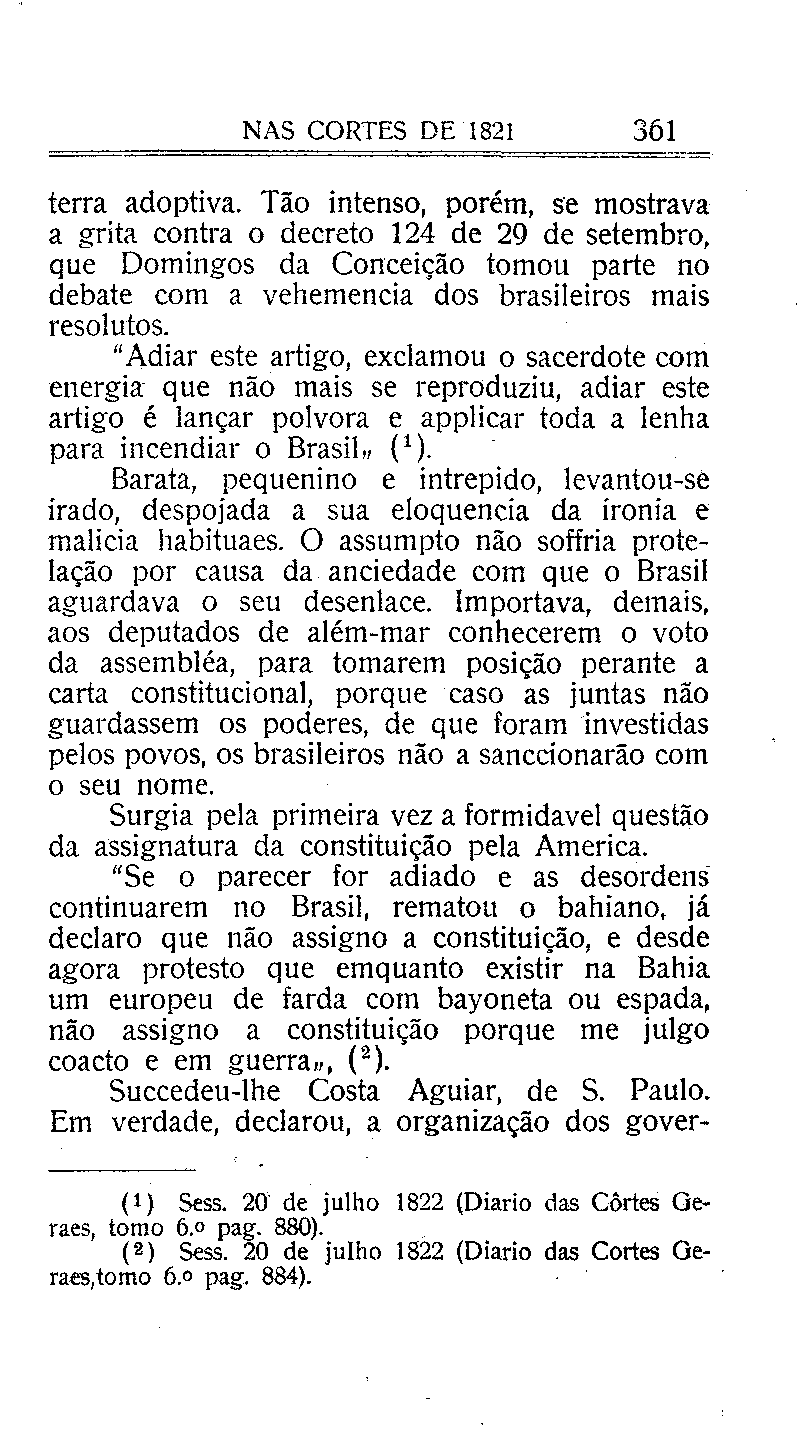 NAS CORTES DE 1821 361
terra adoptiva. Tão intenso, porém, se mostrava
a grita contra o decreto 124 de 29 de setembro,
que Domingos da Conceição tomou parte no
debate com a vehemencia dos brasileiros mais
resolutos.
"Adiar este artigo, exclamou o sacerdote com
energia que não mais se reproduziu, adiar este
artigo é lançar polvora e applicar toda a lenha
para incendiar o Brasil„ (¹).
Barata, pequenino e intrepido, levantou-se
irado, despojada a sua eloquencia da ironia e
malicia habituaes. O assumpto não soffria prote-
lação por causa da anciedade com que o Brasil
aguardava o seu desenlace. Importava, demais,
aos deputados de além-mar conhecerem o voto
da assembléa, para tomarem posição perante a
carta constitucional, porque caso as juntas não
guardassem os poderes, de que foram investidas
pelos povos, os brasileiros não a sanccionarão com
o seu nome.
Surgia pela primeira vez a formidavel questão
da assignatura da constituição pela America.
"Se o parecer for adiado e as desordens
continuarem no Brasil, rematou o bahiano, já
declaro que não assigno a constituição, e desde
agora protesto que emquanto existir na Bahia
um europeu de farda com bayoneta ou espada,
não assigno a constituição porque me julgo
coacto e em guerra„, (²).
Succedeu-lhe Costa Aguiar, de S. Paulo.
Em verdade, declarou, a organização dos gover-
(1) Sess. 20 de julho 1822 (Diario das Côrtes Ge-
raes, tomo 6.º pag. 880).
(2) Sess. 20 de julho 1822 (Diario das Cortes Ge-
raes,tomo 6.º pag. 884).